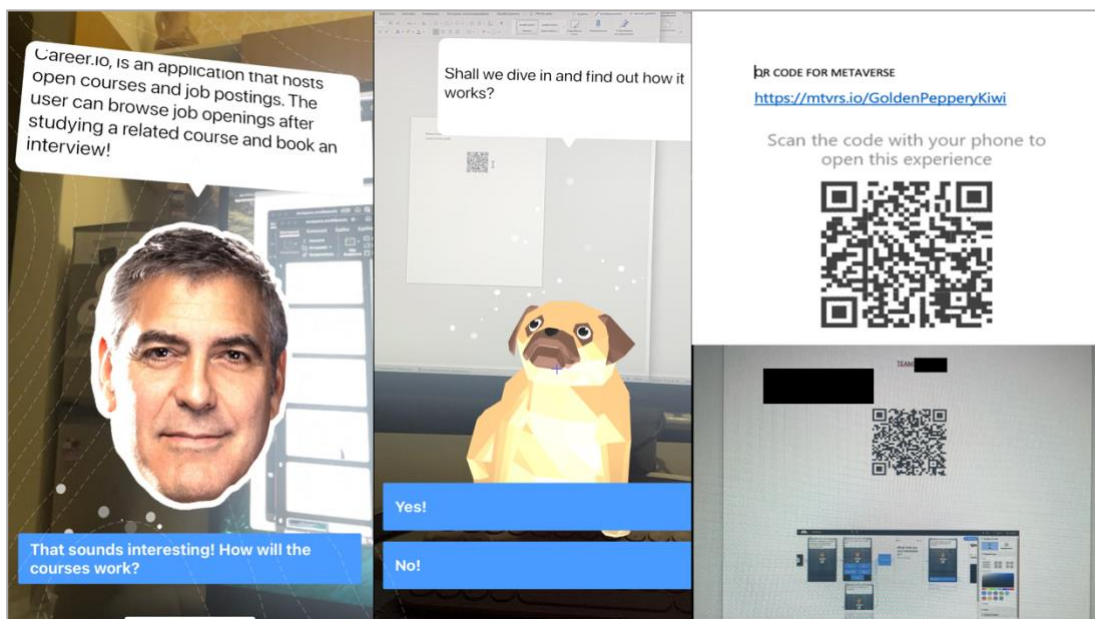 Career.io, is an application that hosts
open courses and job postings. The
user can browse job openings after
studying a related course and book an
interview!
That sounds interesting! How will the
courses work?
Shall we dive in and find out how it
works?
Yes!
No!
QR CODE FOR METAVERSE
https://mtvrs.io/GoldenPepperyKiwi
Scan the code with your phone to
open this experience
TEAM